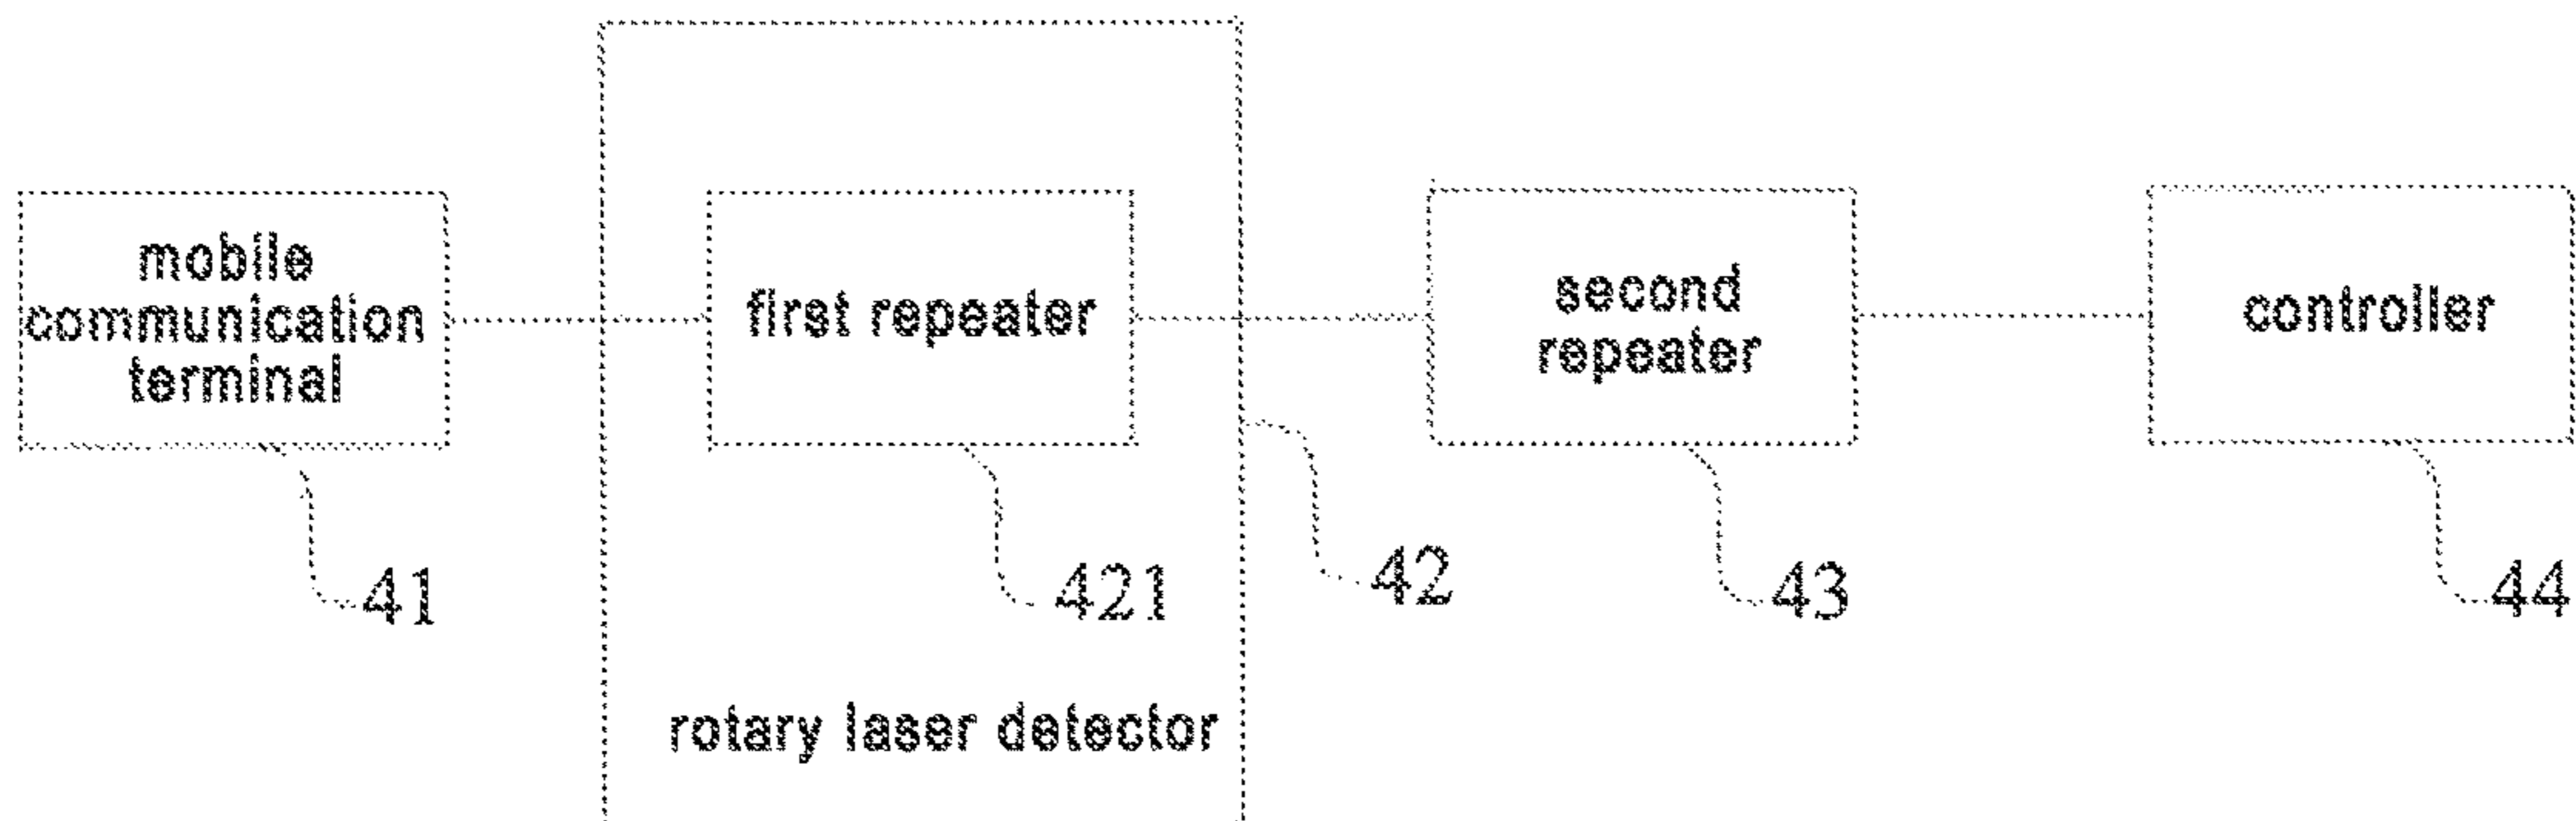 mobile
communication
terminal
first repeater
second
repeater
controller
41
421
42
43
44
rotary laser detector